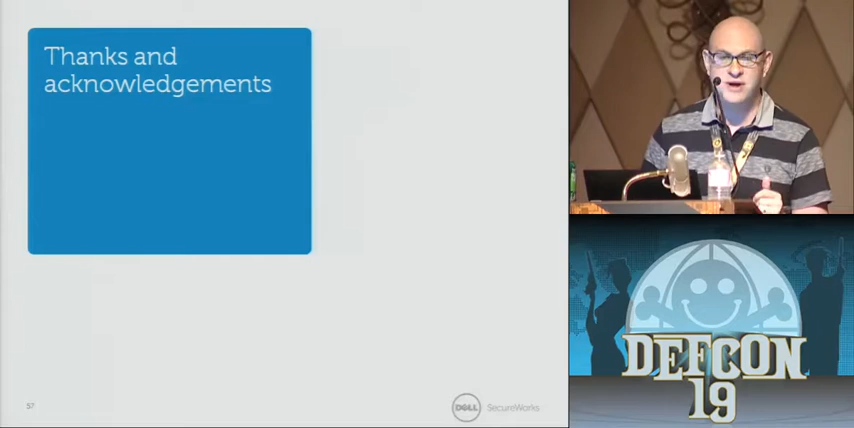 Thanks and
acknowledgements
57
DELL
SecureWorks
DEFCON
19